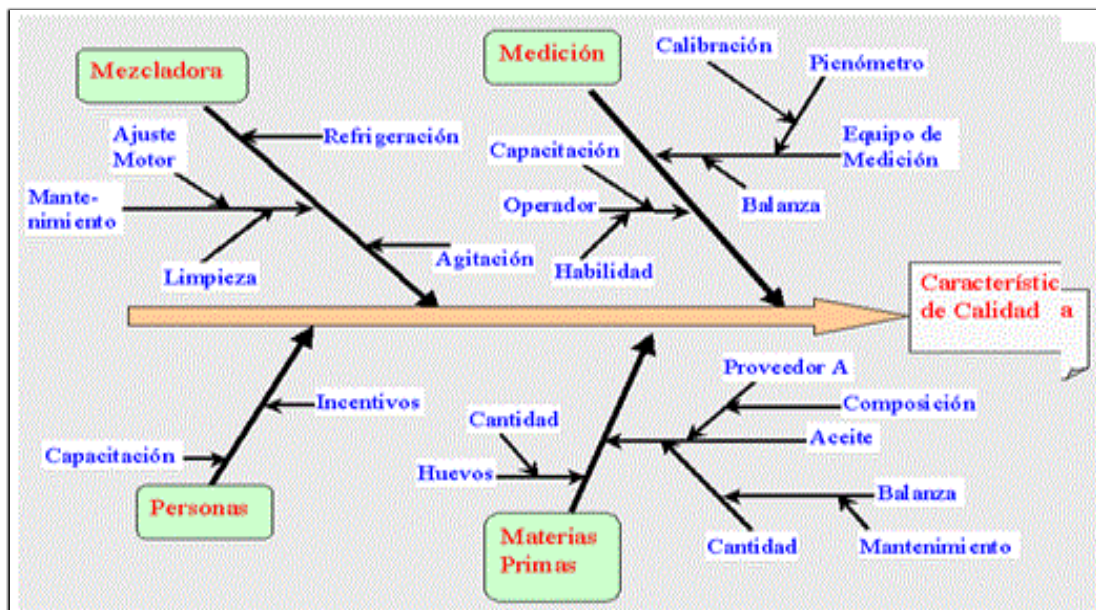 Mezcladora
Medición
Calibración
Picnómetro
Ajuste
Motor
Refrigeración
Capacitación
Equipo de
Medición
Mante-
nimiento
Operador
Balanza
Limpieza
Agitación
Habilidad
Característic
de Calidad a
Proveedor A
Incentivos
Cantidad
Composición
Aceite
Capacitación
Huevos
Balanza
Personas
Materias
Primas
Cantidad
Mantenimiento